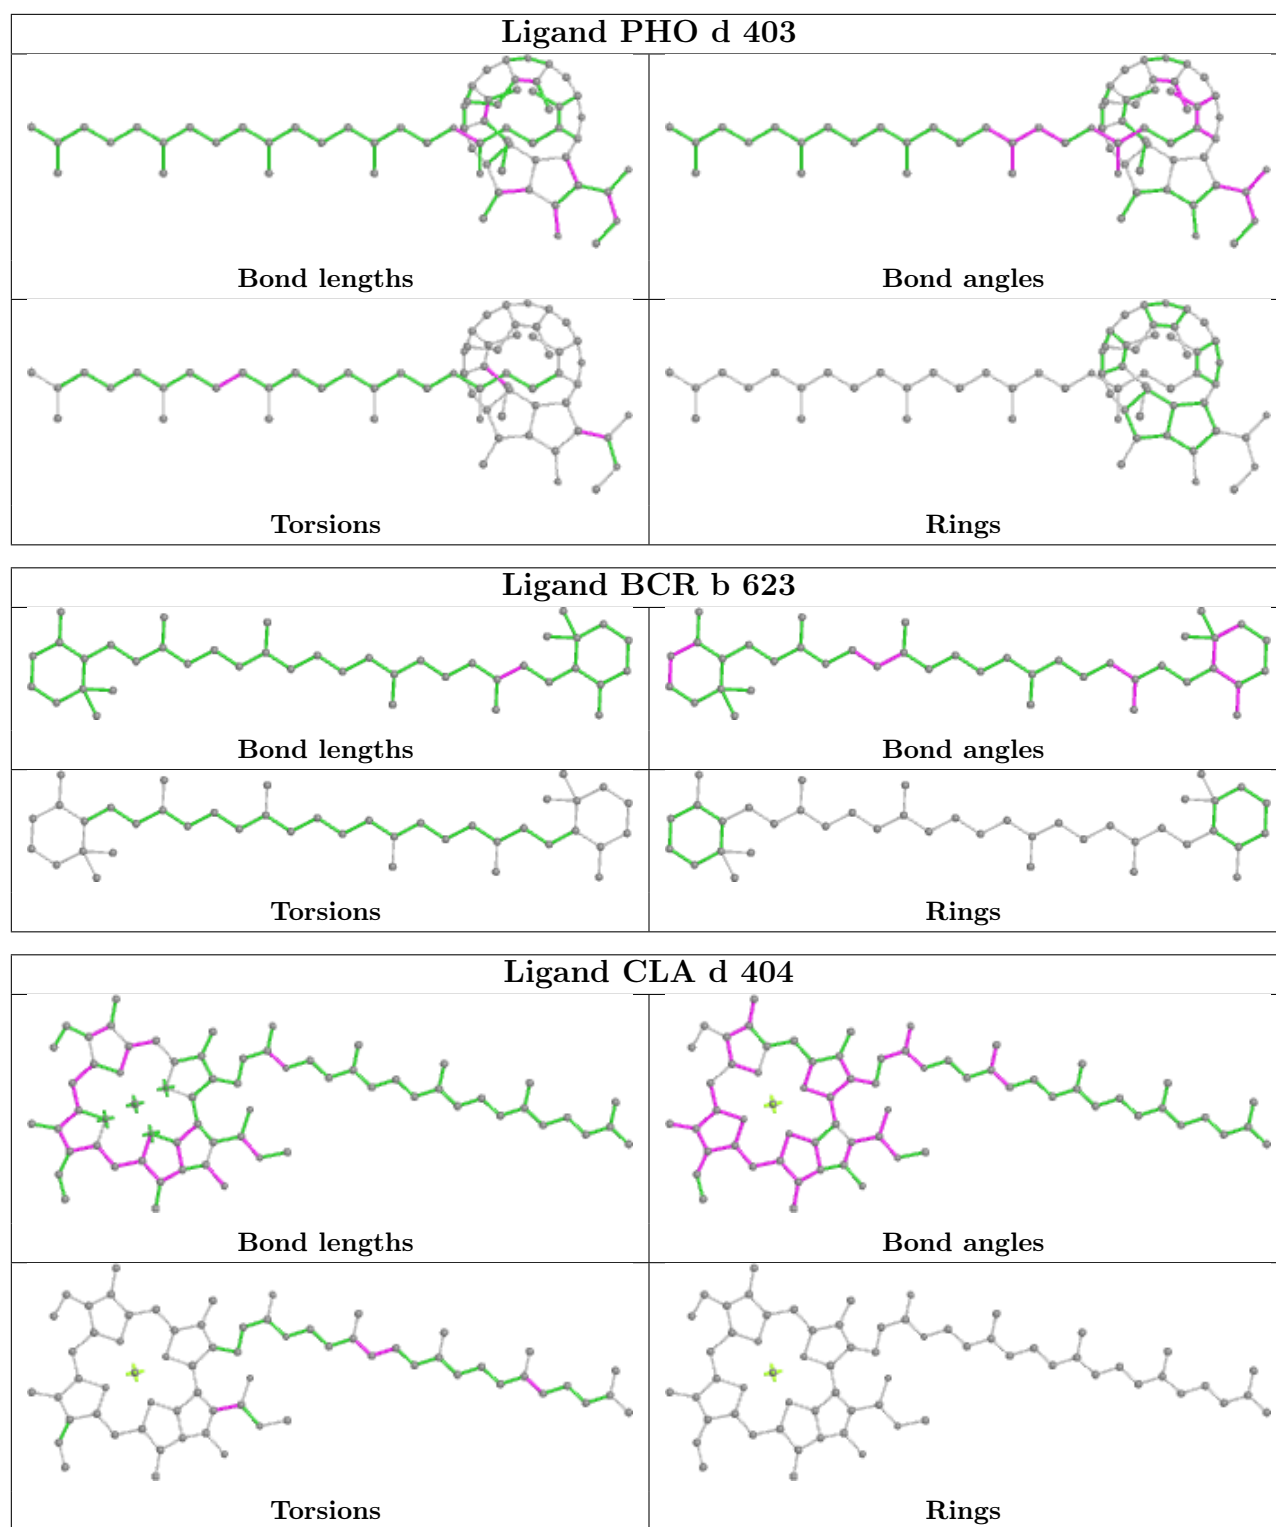 Ligand PHO d 403
Bond lengths
Bond angles
Torsions
Rings
Ligand BCR b 623
Bond lengths
Bond angles
Torsions
Rings
Ligand CLA d 404
Bond lengths
Bond angles
Torsions
Rings